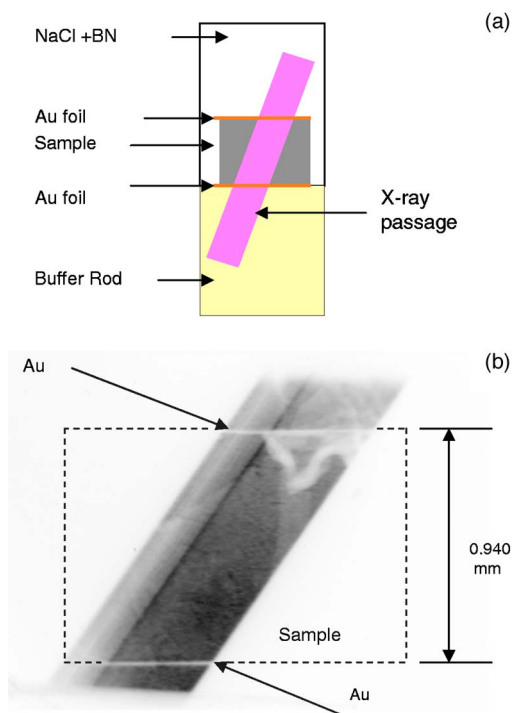 (a)
NaCl +BN
Au foil
Sample
Au foil
X-ray
passage
Buffer Rod
(b)
Au
0.940
mm
Sample
Au